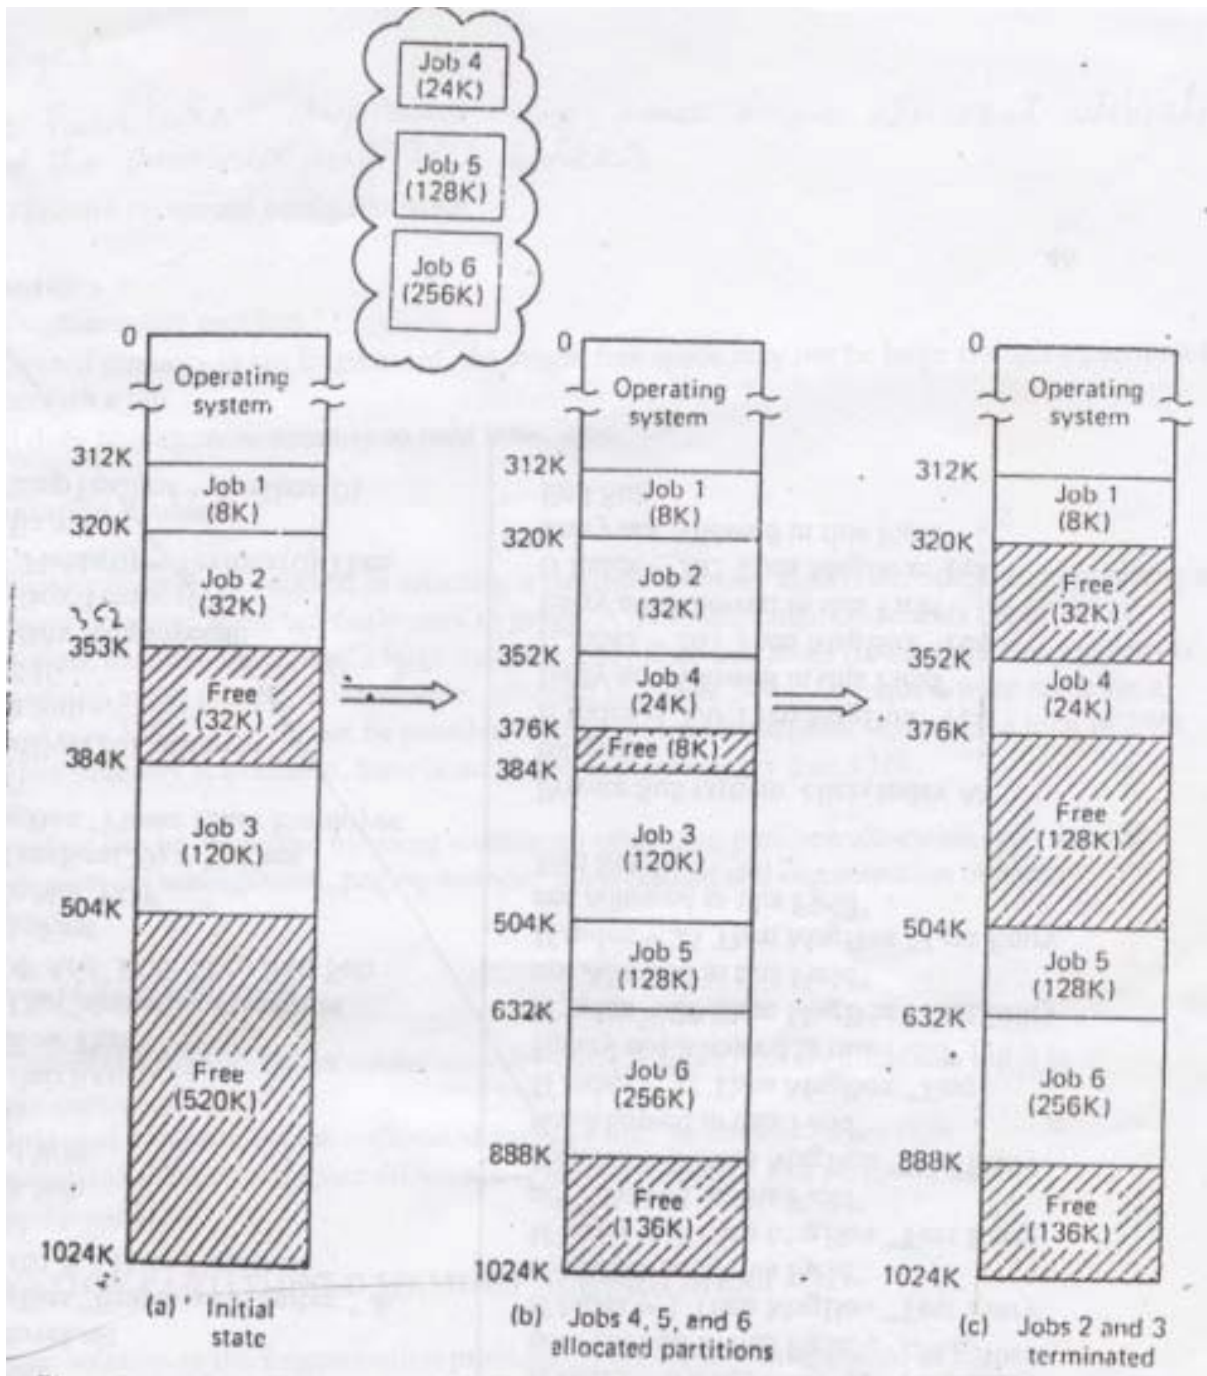 Job 4
(24K)
Job 5
(128K)
Job 6
(256K)
0
Operating
system
312K
Job 1
(8K)
320K
Job 2
(32K)
352
353K
Free
(32K)
384K
Job 3
(120K)
504K
Free
(520K)
1024K
(a) Initial
state
0
Operating
system
312K
Job 1
(8K)
320K
Job 2
(32K)
352K
Job 4
(24K)
376K
Free (8K)
384K
Job 3
(120K)
504K
Job 5
(128K)
632K
Job 6
(256K)
888K
Free
(136K)
1024K
(b) Jobs 4, 5, and 6
allocated partitions
0
Operating
system
312K
Job 1
(8K)
320K
Free
(32K)
352K
Job 4
(24K)
376K
Free
(128K)
504K
Job 5
(128K)
632K
Job 6
(256K)
888K
Free
(136K)
1024K
(c) Jobs 2 and 3
terminated